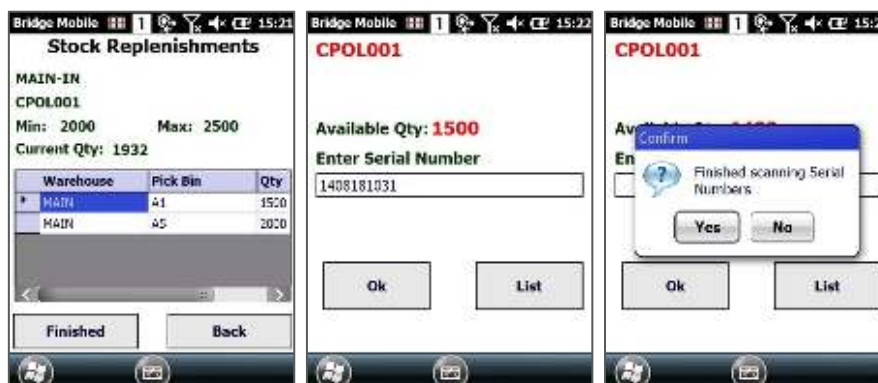 Bridge Mobile 1 15:21
Stock Replenishments
MAIN-IN
CPOL001
Min: 2000 Max: 2500
Current Qty: 1932
Warehouse Pick Bin Qty
MAIN A1 1500
MAIN A5 2000
Finished Back
Bridge Mobile 1 15:22
CPOL001
Available Qty: 1500
Enter Serial Number
1408181031
Ok List
Bridge Mobile 1 15:2
CPOL001
Confirm
Finished scanning Serial
Numbers
Yes No
Ok List